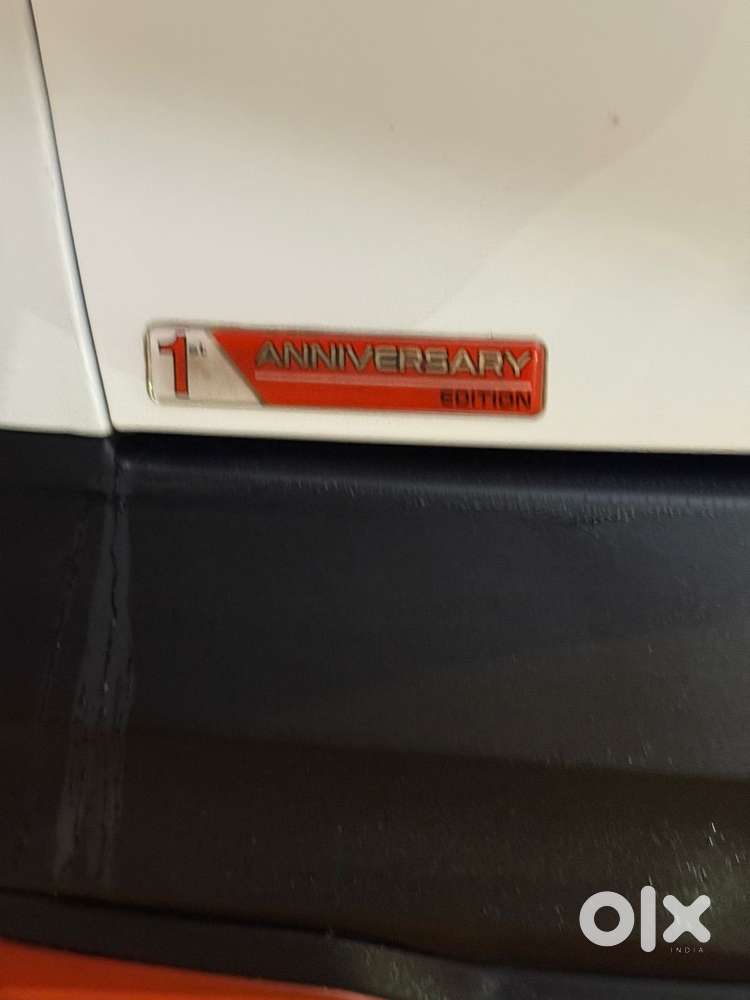 1st ANNIVERSARY
EDITION
olx
INDIA